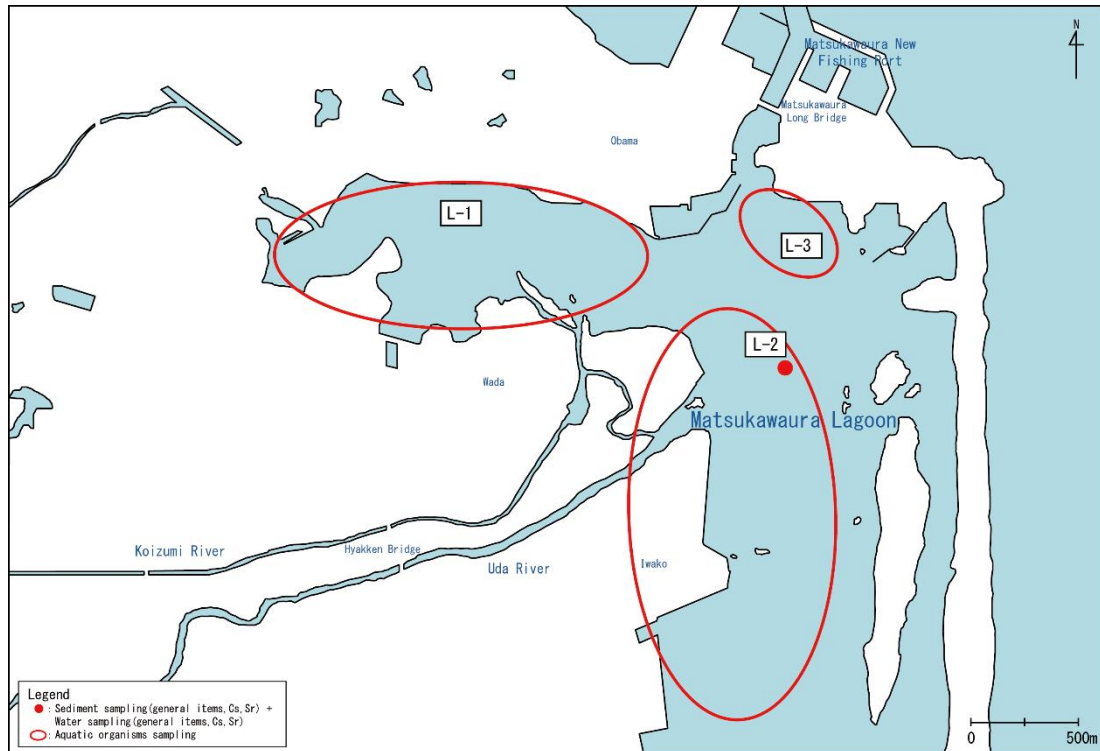 N
Matsukawaura New
Fishing Port
Matsukawaura
Long Bridge
Obama
L-1
L-3
L-2
Wada
Matsukawaura Lagoon
Koizumi River
Hyakken Bridge
Uda River
Iwako
Legend
: Sediment sampling(general items,Cs,Sr) +
Water sampling(general items,Cs,Sr)
: Aquatic organisms sampling
0 500m